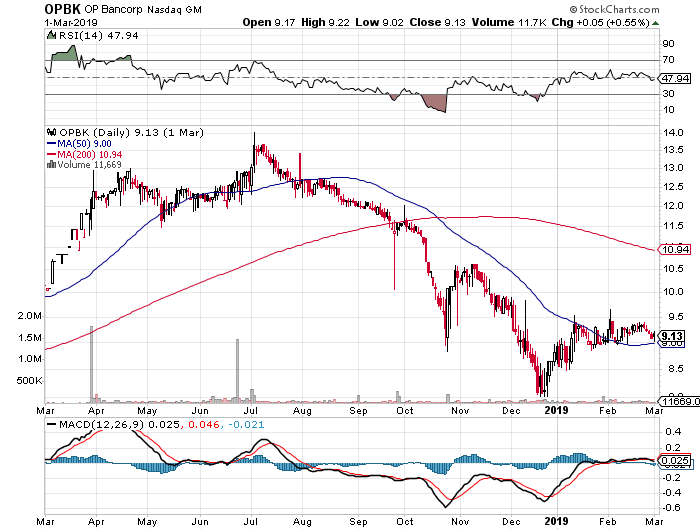 OPBK OP Bancorp Nasdaq GM © StockCharts.com
1-Mar-2019 Open 9.17 High 9.22 Low 9.02 Close 9.13 Volume 11.7K Chg +0.05 (+0.55%)
RSI(14) 47.94
90
70
50
47.94
30
10
OPBK (Daily) 9.13 (1 Mar)
MA(50) 9.00
MA(200) 10.94
Volume 11,669
14.0
13.5
13.0
12.5
12.0
11.5
11.0
10.94
10.5
10.0
9.5
9.13
9.00
8.5
8.0
2.0M
1.5M
1.0M
500K
11669.0
Mar Apr May Jun Jul Aug Sep Oct Nov Dec 2019 Feb Mar
MACD(12,26,9) 0.025, 0.046, -0.021
0.4
0.2
0.025
-0.2
-0.4
-0.6
Mar Apr May Jun Jul Aug Sep Oct Nov Dec 2019 Feb Mar